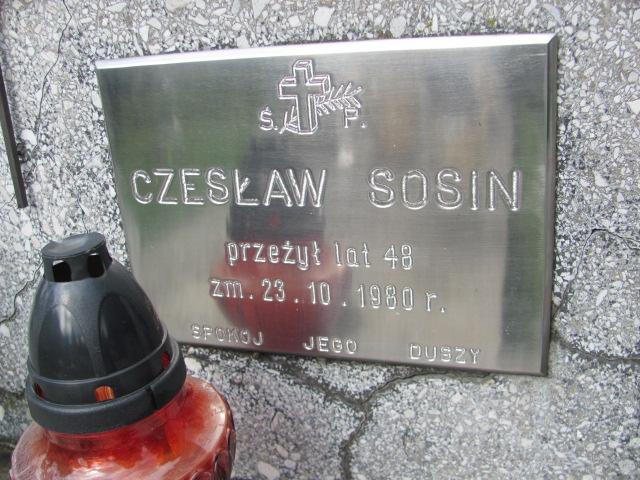 Ś. P.
CZESŁAW SOSIN
przeżył lat 48
zm. 23.10.1980 r.
SPOKÓJ JEGO DUSZY